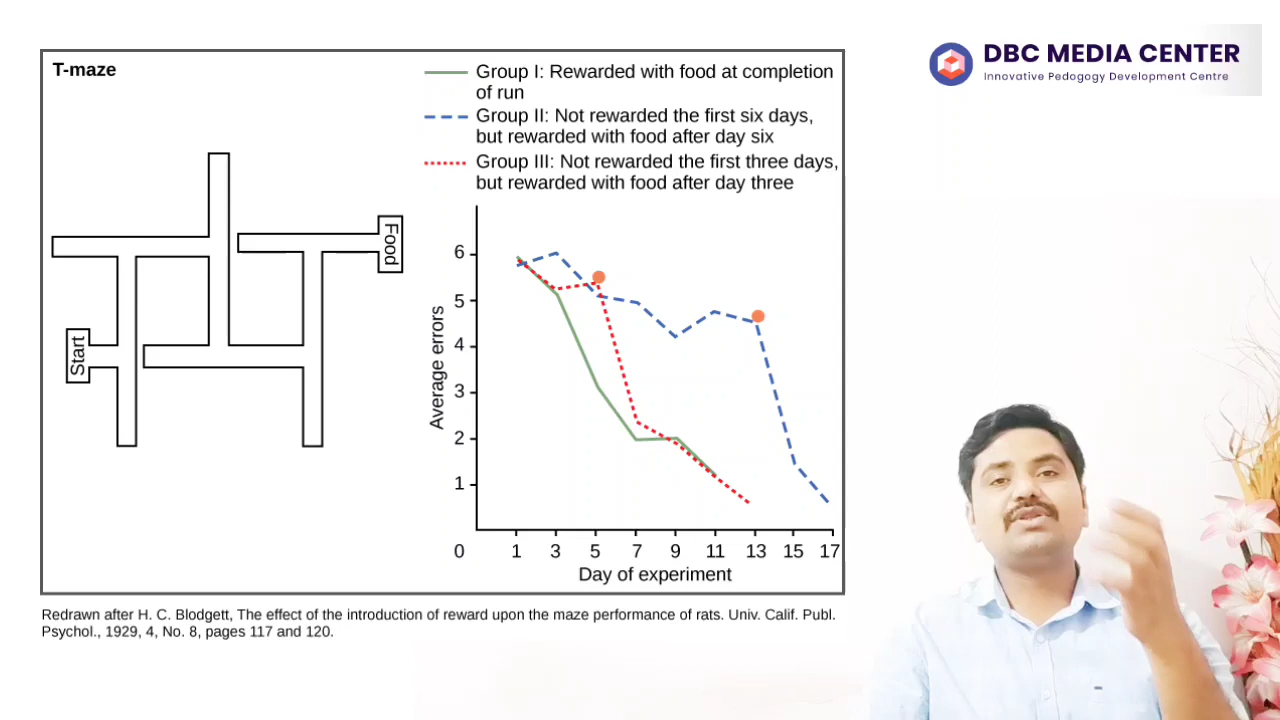 T-maze
Group I: Rewarded with food at completion
of run
Group II: Not rewarded the first six days,
but rewarded with food after day six
Group III: Not rewarded the first three days,
but rewarded with food after day three
Start
Food
Average errors
6
5
4
3
2
1
0
1 3 5 7 9 11 13 15 17
Day of experiment
Redrawn after H. C. Blodgett, The effect of the introduction of reward upon the maze performance of rats. Univ. Calif. Publ.
Psychol., 1929, 4, No. 8, pages 117 and 120.
DBC MEDIA CENTER
Innovative Pedogogy Development Centre